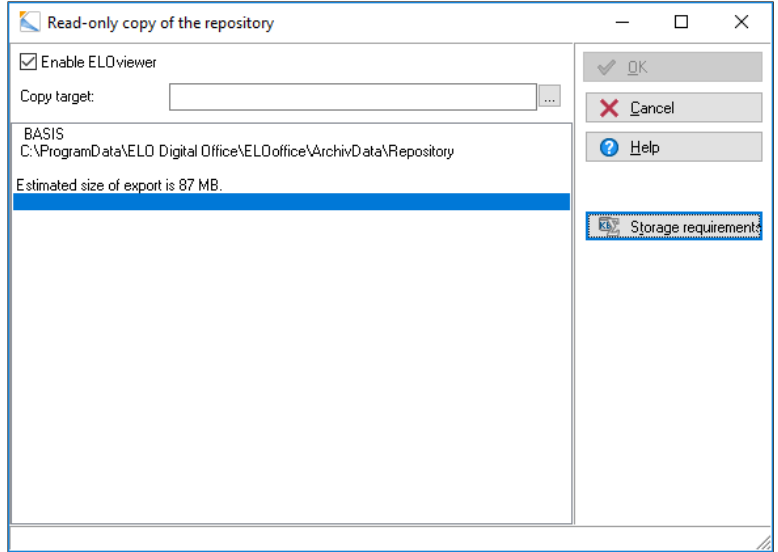 Read-only copy of the repository
Enable ELOviewer
Copy target:
...
BASIS
C:\ProgramData\ELO Digital Office\ELOoffice\ArchivData\Repository
Estimated size of export is 87 MB.
OK
Cancel
Help
Storage requirements